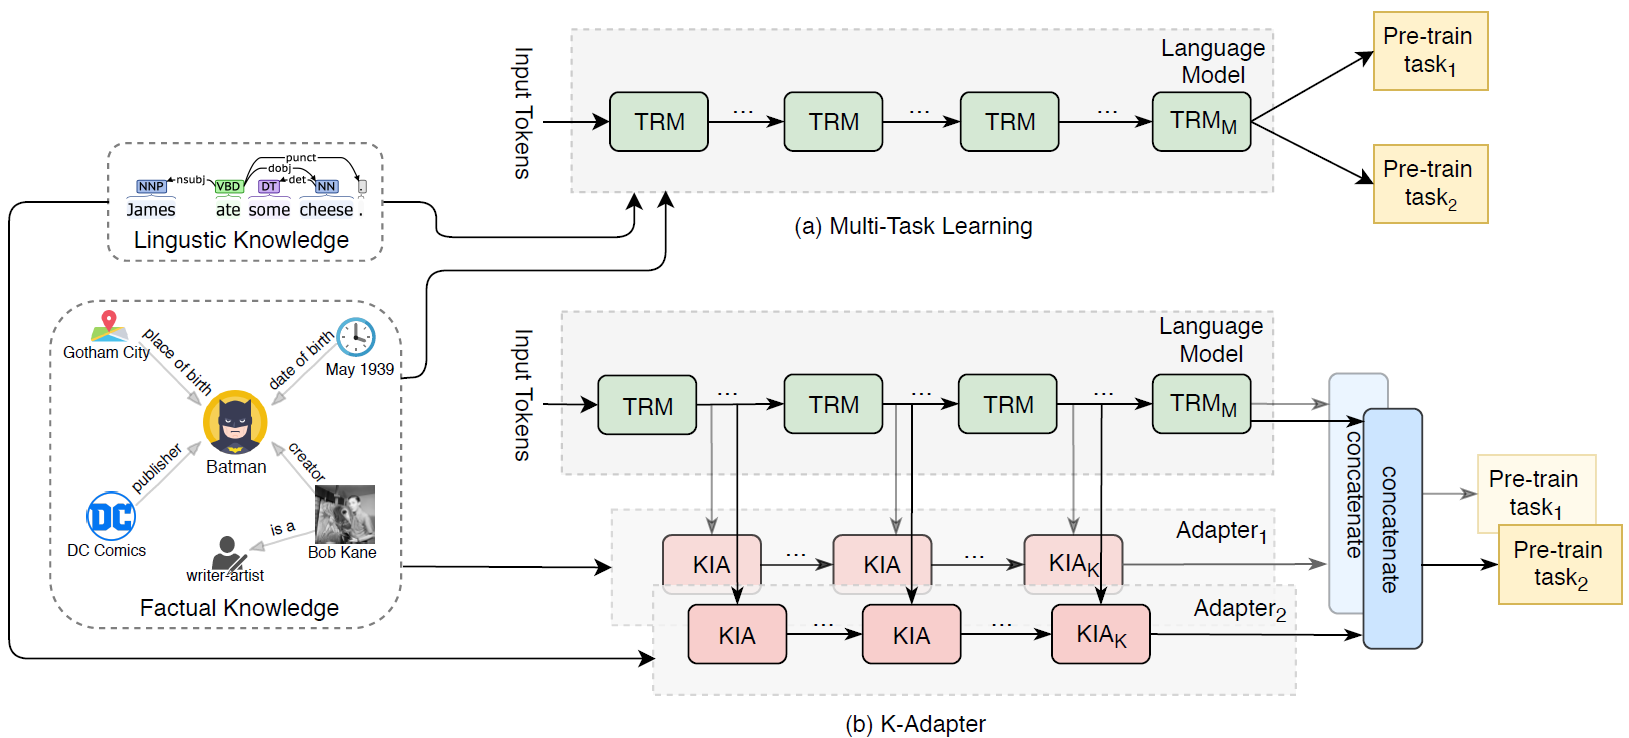 Input Tokens
Language
Model
TRM
...
TRM
...
TRM
...
TRM_M
Pre-train
task_1
Pre-train
task_2
(a) Multi-Task Learning
punct
dobj
nsubj
det
NNP
VBD
DT
NN
.
James
ate
some
cheese
.
Lingustic Knowledge
Gotham City
place of birth
date of birth
May 1939
Batman
publisher
creator
DC
DC Comics
is a
writer-artist
Bob Kane
Factual Knowledge
Input Tokens
Language
Model
TRM
...
TRM
...
TRM
...
TRM_M
Adapter_1
KIA
...
KIA
...
KIA_K
Adapter_2
KIA
...
KIA
...
KIA_K
concatenate
concatenate
Pre-train
task_1
Pre-train
task_2
(b) K-Adapter